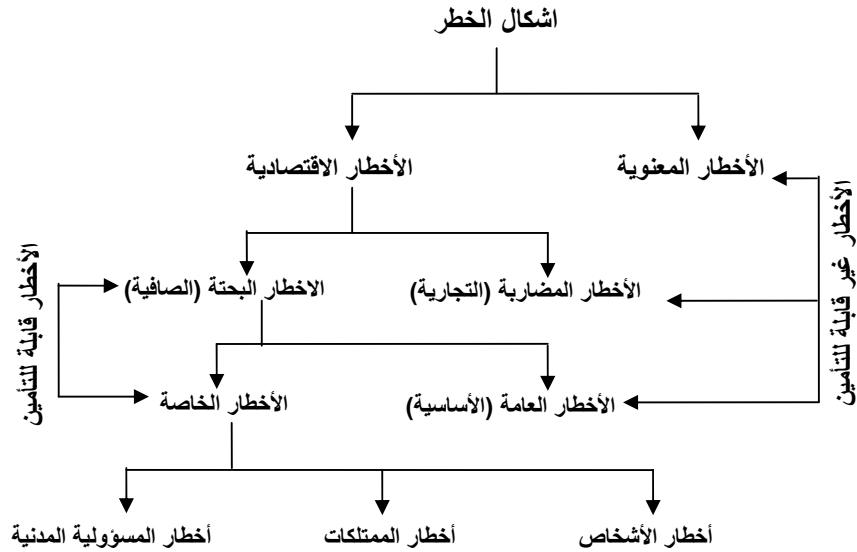 اشكال الخطر
الأخطار المعنوية
الأخطار الاقتصادية
الأخطار غير قابلة للتأمين
الأخطار قابلة للتأمين
الأخطار المضاربة (التجارية)
الاخطار البحتة (الصافية)
الأخطار العامة (الأساسية)
الأخطار الخاصة
أخطار الأشخاص
أخطار الممتلكات
أخطار المسؤولية المدنية